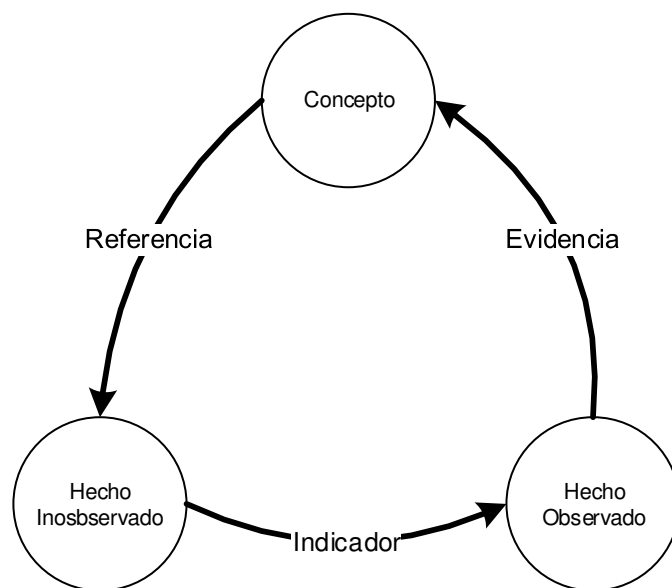 Concepto
Referencia
Evidencia
Hecho
Inosbservado
Hecho
Observado
Indicador